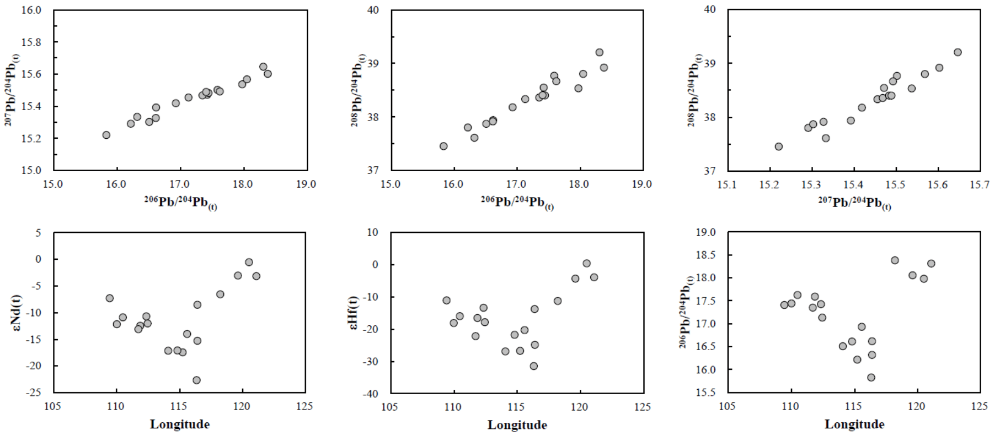 16.0
15.8
15.6
15.4
15.2
15.0
15.0 16.0 17.0 18.0 19.0
²⁰⁷Pb/²⁰⁴Pb₍t₎
²⁰⁶Pb/²⁰⁴Pb₍t₎
40
39
38
37
15.0 16.0 17.0 18.0 19.0
²⁰⁸Pb/²⁰⁴Pb₍t₎
²⁰⁶Pb/²⁰⁴Pb₍t₎
40
39
38
37
15.1 15.2 15.3 15.4 15.5 15.6 15.7
²⁰⁸Pb/²⁰⁴Pb₍t₎
²⁰⁷Pb/²⁰⁴Pb₍t₎
5
0
-5
-10
-15
-20
-25
105 110 115 120 125
εNd(t)
Longitude
10
0
-10
-20
-30
-40
105 110 115 120 125
εHf(t)
Longitude
19.0
18.5
18.0
17.5
17.0
16.5
16.0
15.5
105 110 115 120 125
²⁰⁶Pb/²⁰⁴Pb₍t₎
Longitude